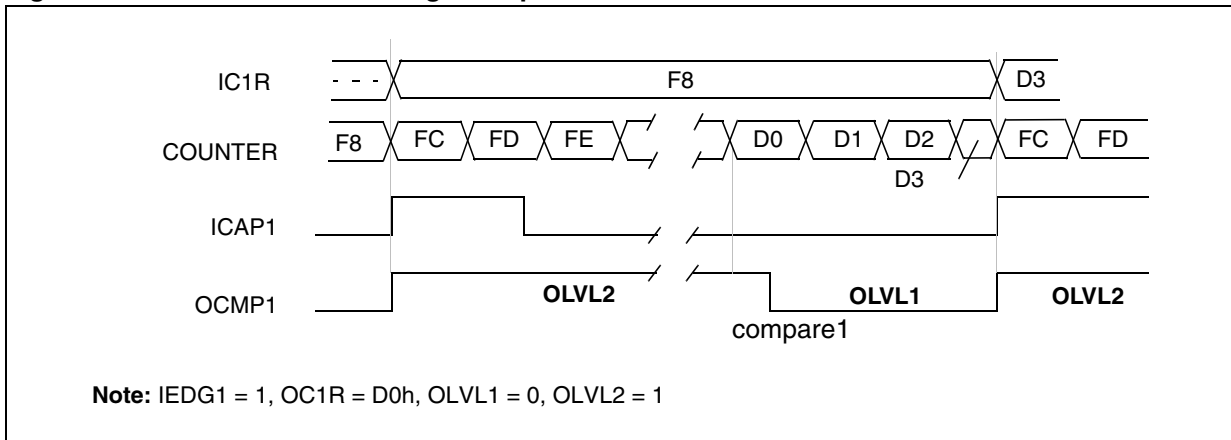 IC1R - - - - F8 D3
COUNTER F8 FC FD FE D0 D1 D2 FC FD
D3
ICAP1
OCMP1 OLVL2 OLVL1 OLVL2
compare1
Note: IEDG1 = 1, OC1R = D0h, OLVL1 = 0, OLVL2 = 1